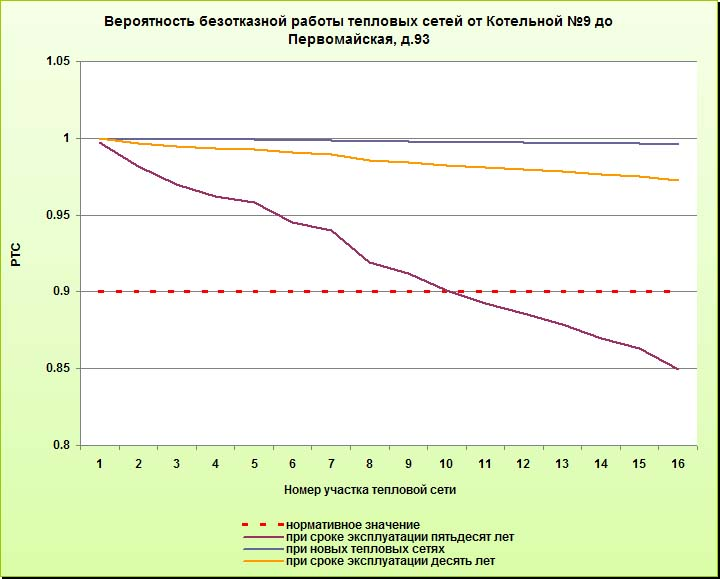 Вероятность безотказной работы тепловых сетей от Котельной №9 до
Первомайская, д.93
1.05
1
0.95
0.9
0.85
0.8
РТС
1 2 3 4 5 6 7 8 9 10 11 12 13 14 15 16
Номер участка тепловой сети
нормативное значение
при сроке эксплуатации пятьдесят лет
при новых тепловых сетях
при сроке эксплуатации десять лет